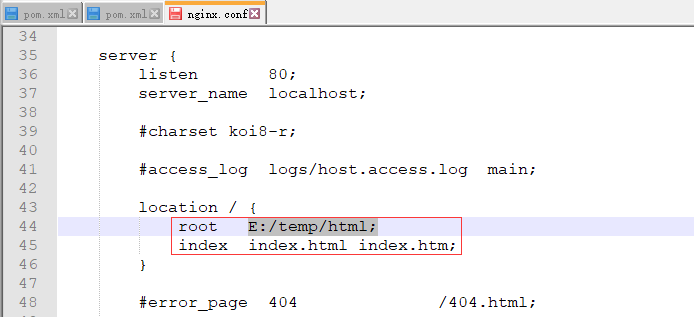 pom.xml pom.xml nginx.conf
34
35 server {
36 listen 80;
37 server_name localhost;
38
39 #charset koi8-r;
40
41 #access_log logs/host.access.log main;
42
43 location / {
44 root E:/temp/html;
45 index index.html index.htm;
46 }
47
48 #error_page 404 /404.html;